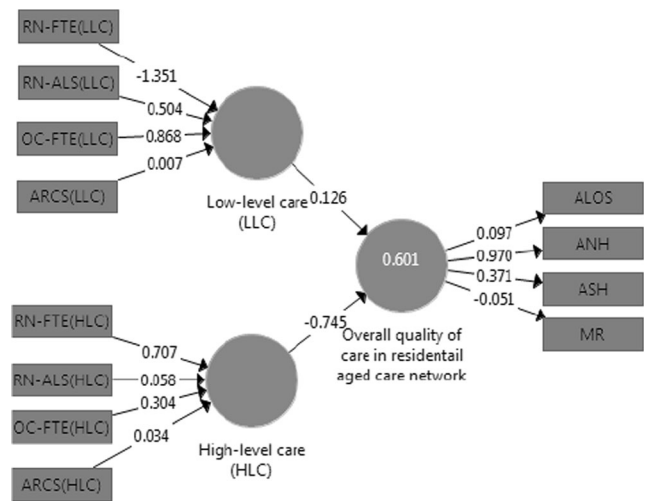 RN-FTE(LLC)
-1.351
RN-ALS(LLC)
0.504
OC-FTE(LLC)
0.868
0.007
ARCS(LLC)
Low-level care
(LLC)
0.126
0.601
Overall quality of
care in residentail
aged care network
0.097
0.970
0.371
-0.051
ALOS
ANH
ASH
MR
-0.745
RN-FTE(HLC)
0.707
RN-ALS(HLC)
0.058
0.304
OC-FTE(HLC)
0.034
ARCS(HLC)
High-level care
(HLC)